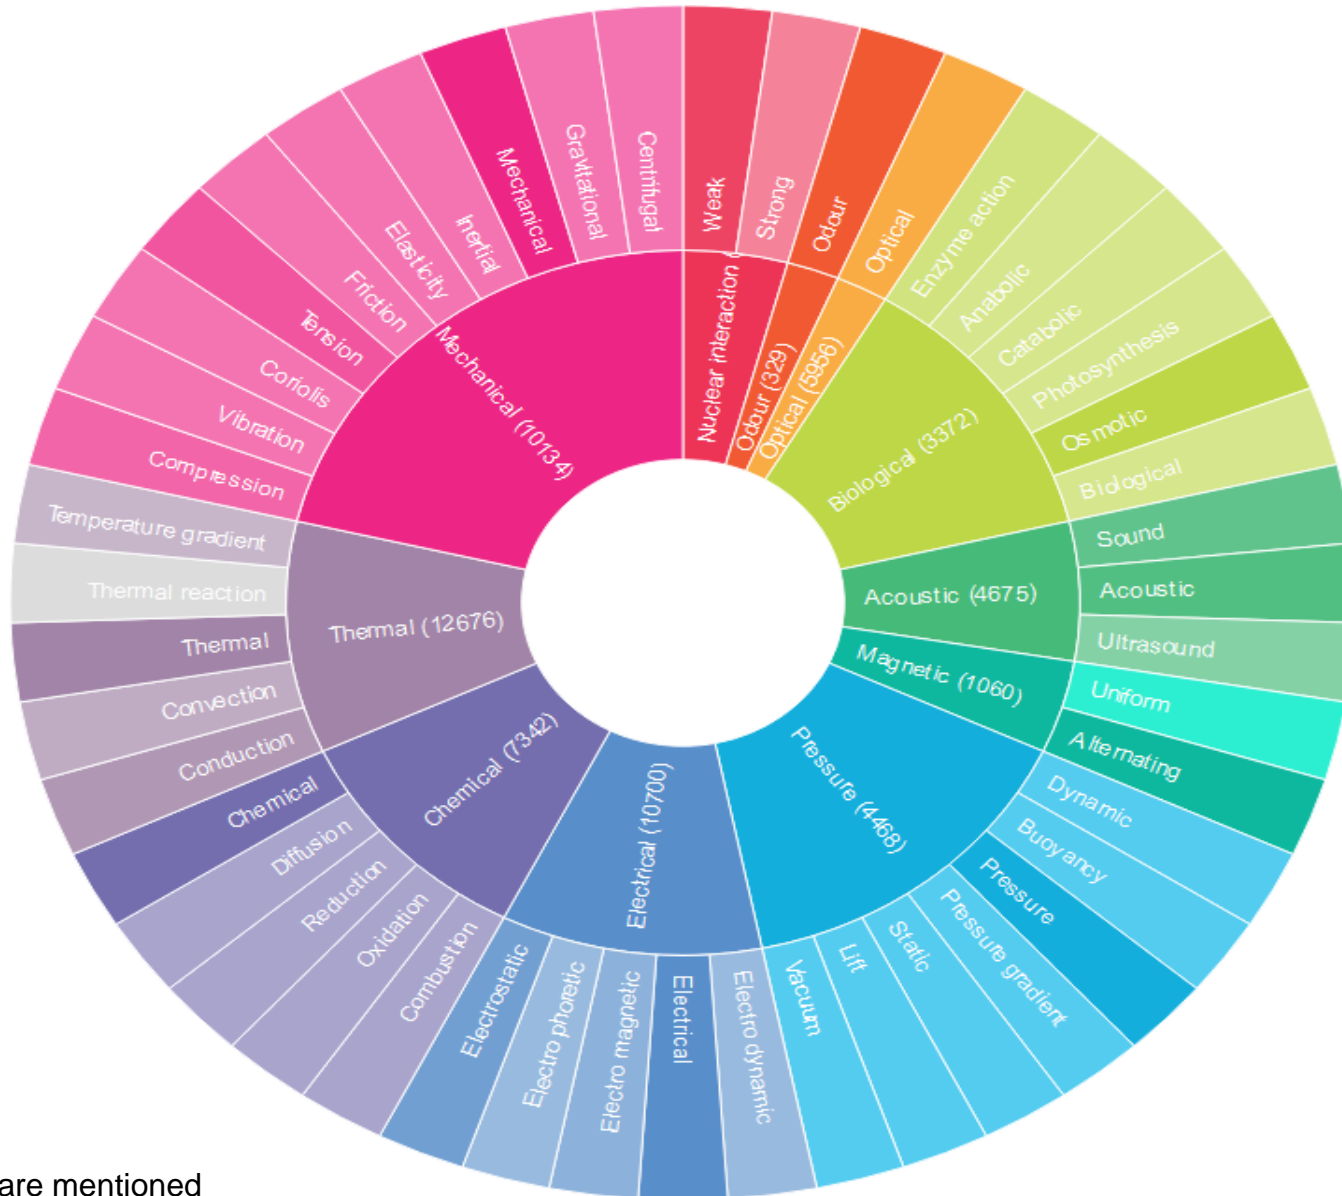 Weak
Strong
Odour
Optical
Enzyme action
Anabolic
Catabolic
Photosynthesis
Osmotic
Biological
Sound
Acoustic
Ultrasound
Uniform
Alternating
Dynamic
Buoyancy
Pressure
Pressure gradient
Static
Lift
Vacuum
Electro dynamic
Electrical
Electro magnetic
Electro phoretic
Electrostatic
Combustion
Oxidation
Reduction
Diffusion
Chemical
Conduction
Convection
Thermal
Thermal reaction
Temperature gradient
Compression
Vibration
Coriolis
Tension
Friction
Elasticity
Inertial
Mechanical
Gravitational
Centrifugal
Nuclear interaction (
Odour (329)
Optical (5956)
Biological (3372)
Acoustic (4675)
Magnetic (1060)
Pressure (4468)
Electrical (10700)
Chemical (7342)
Thermal (12676)
Mechanical (10134)
are mentioned